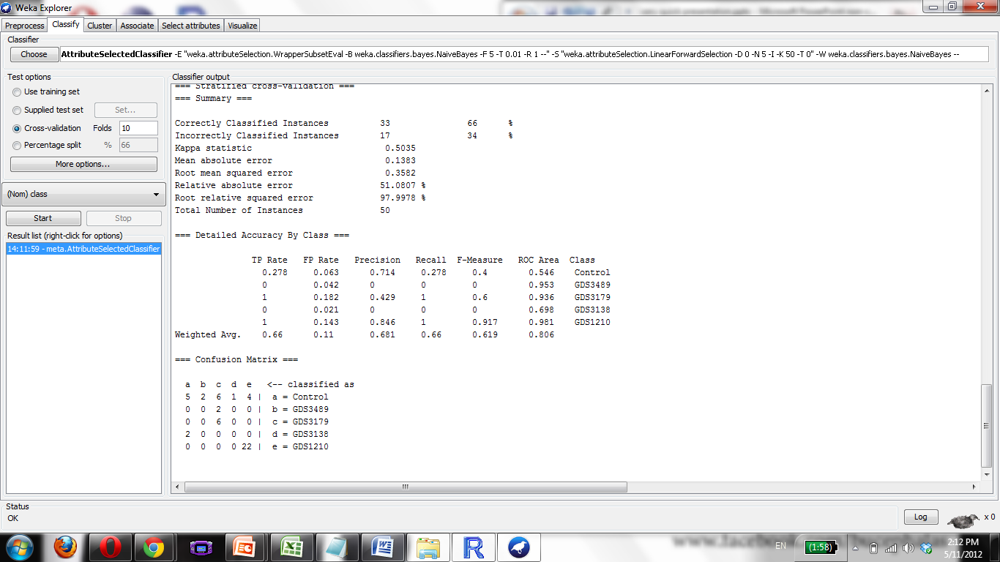 Weka Explorer
Preprocess Classify Cluster Associate Select attributes Visualize
Classifier
Choose AttributeSelectedClassifier -E "weka.attributeSelection.WrapperSubsetEval -B weka.classifiers.bayes.NaiveBayes -F 5 -T 0.01 -R 1 --" -S "weka.attributeSelection.LinearForwardSelection -D 0 -N 5 -I -K 50 -T 0" -W weka.classifiers.bayes.NaiveBayes --
Test options
Use training set
Supplied test set Set...
Cross-validation Folds 10
Percentage split % 66
More options...
(Nom) class
Start Stop
Result list (right-click for options)
14:11:59 - meta.AttributeSelectedClassifier
Classifier output
=== Stratified cross-validation ===
=== Summary ===
Correctly Classified Instances 33 66 %
Incorrectly Classified Instances 17 34 %
Kappa statistic 0.5035
Mean absolute error 0.1383
Root mean squared error 0.3582
Relative absolute error 51.0807 %
Root relative squared error 97.9978 %
Total Number of Instances 50
=== Detailed Accuracy By Class ===
TP Rate FP Rate Precision Recall F-Measure ROC Area Class
0.278 0.063 0.714 0.278 0.4 0.546 Control
0 0.042 0 0 0 0.953 GDS3489
1 0.182 0.429 1 0.6 0.936 GDS3179
0 0.021 0 0 0 0.698 GDS3138
1 0.143 0.846 1 0.917 0.981 GDS1210
Weighted Avg. 0.66 0.11 0.681 0.66 0.619 0.806
=== Confusion Matrix ===
a b c d e <-- classified as
5 2 6 1 4 | a = Control
0 0 2 0 0 | b = GDS3489
0 0 6 0 0 | c = GDS3179
2 0 0 0 0 | d = GDS3138
0 0 0 0 22 | e = GDS1210
Status
OK
Log x 0
EN (1:58) 2:12 PM
5/11/2012